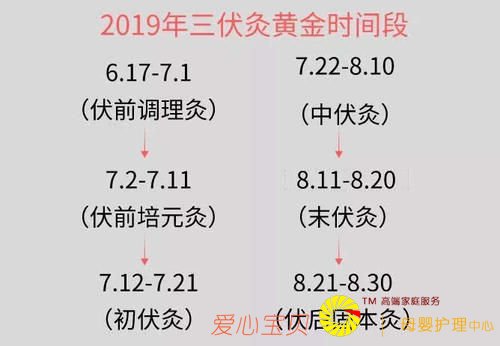 2019年三伏灸黄金时间段
6.17-7.1
（伏前调理灸）
7.2-7.11
（伏前培元灸）
7.12-7.21
（初伏灸）
7.22-8.10
（中伏灸）
8.11-8.20
（末伏灸）
8.21-8.30
（伏后固本灸）
爱心宝贝
TM 高端家庭服务
母婴护理中心